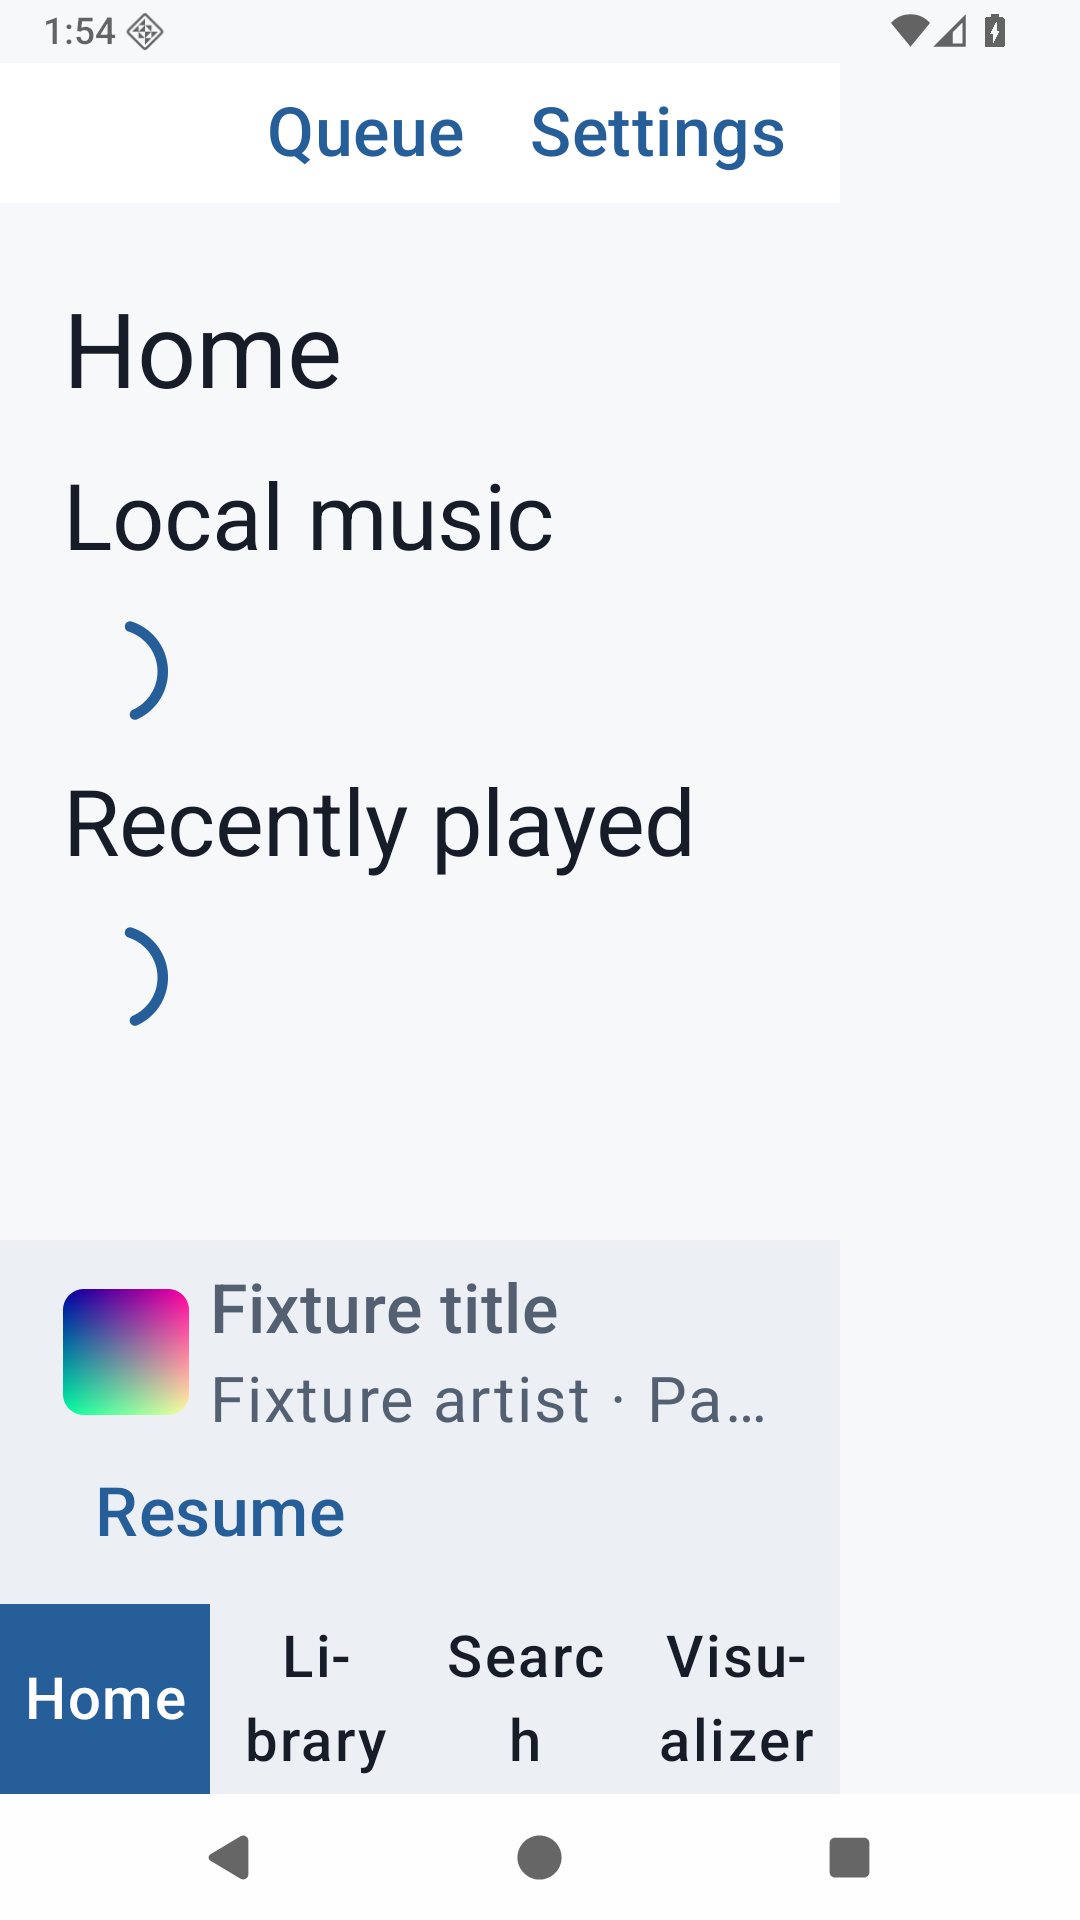 1:54
Queue Settings
Home
Local music
Recently played
Fixture title
Fixture artist · Pa…
Resume
Home
Li-
brary
Searc
h
Visu-
alizer